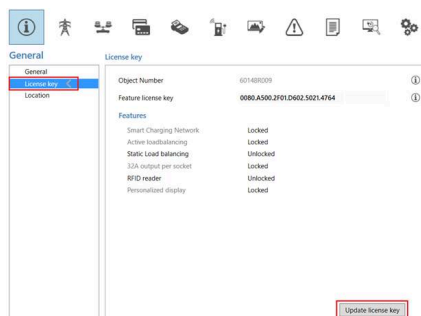 General
License key
General
License key
Location
Object Number 6014BR009
Feature license key 0080.A500.2F01.D602.5021.4764
Features
Smart Charging Network Locked
Active loadbalancing Locked
Static Load balancing Unlocked
32A output per socket Locked
RFID reader Unlocked
Personalized display Locked
Update license key